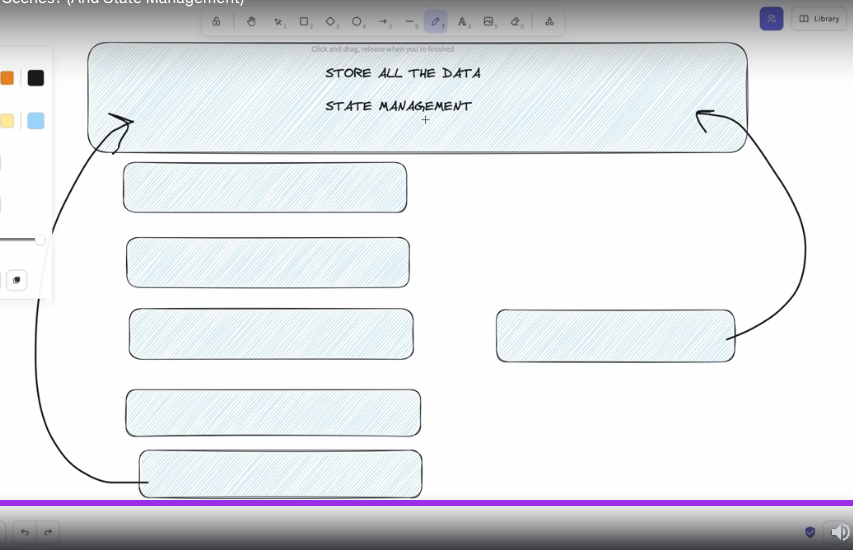 Scenes? (And State Management)
1
2
3
4
5
6
7
8
9
0
Library
Click and drag, release when you're finished
STORE ALL THE DATA
STATE MANAGEMENT